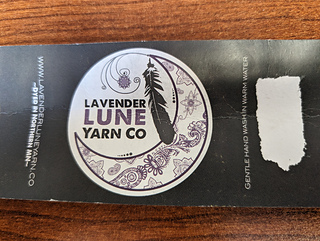 WWW.LAVENDERLUNEYARN.CO
LAVENDER
LUNE
YARN CO
GENTLE HAND WASH IN WARM WATER